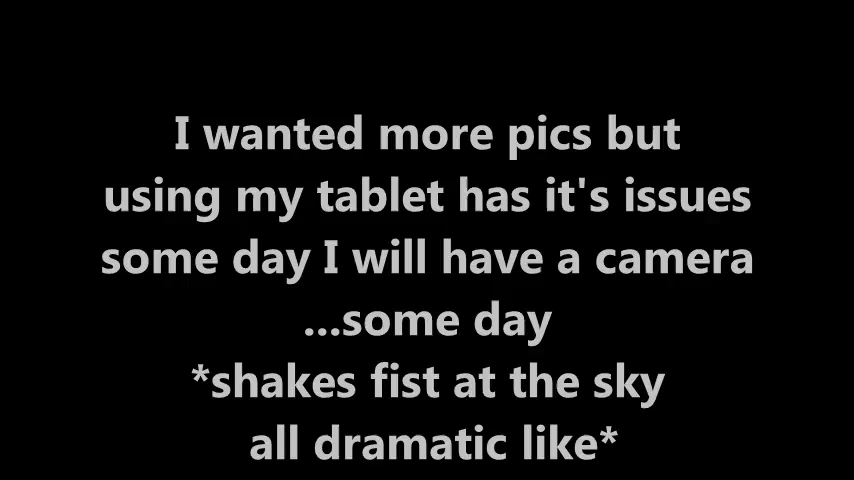 I wanted more pics but
using my tablet has it's issues
some day I will have a camera
...some day
*shakes fist at the sky
all dramatic like*